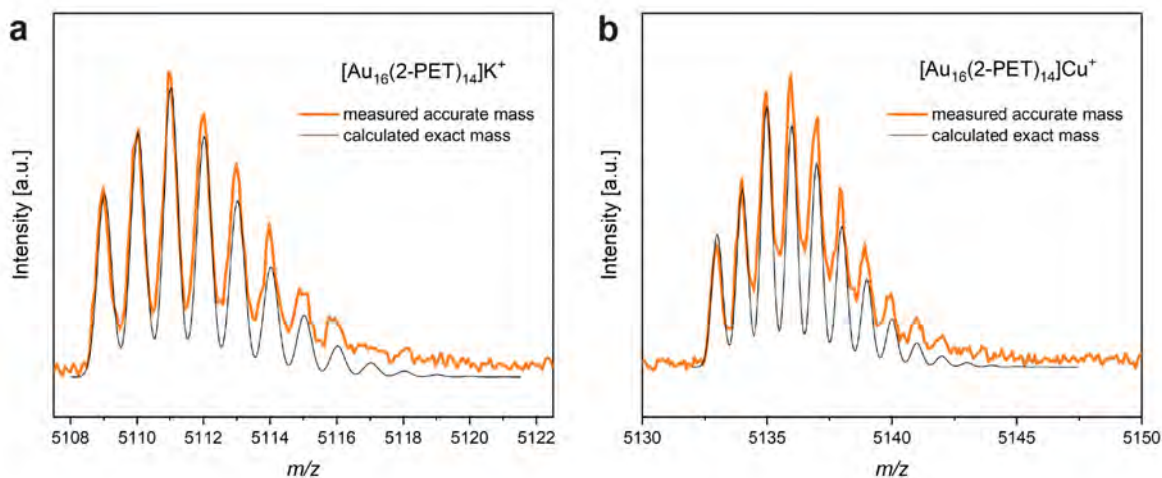 a
[Au₁₆(2-PET)₁₄]K⁺
measured accurate mass
calculated exact mass
Intensity [a.u.]
5108 5110 5112 5114 5116 5118 5120 5122
m/z
b
[Au₁₆(2-PET)₁₄]Cu⁺
measured accurate mass
calculated exact mass
Intensity [a.u.]
5130 5135 5140 5145 5150
m/z